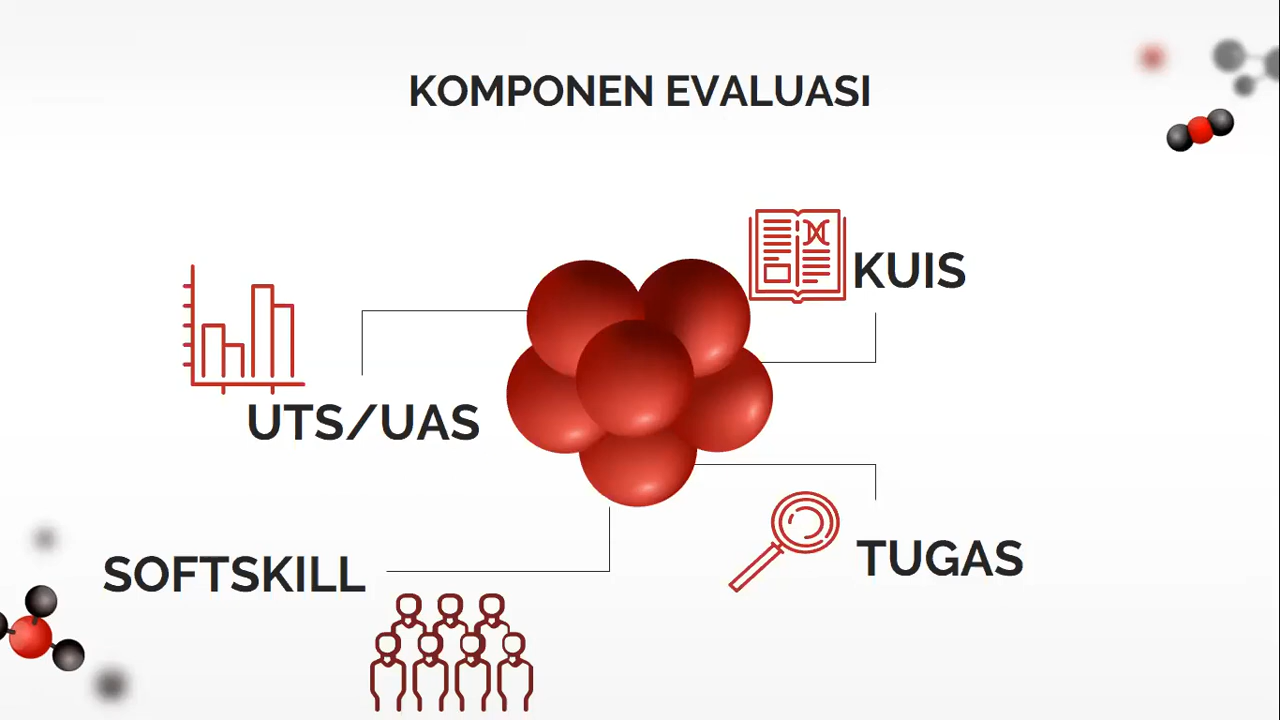 KOMPONEN EVALUASI
KUIS
UTS/UAS
TUGAS
SOFTSKILL